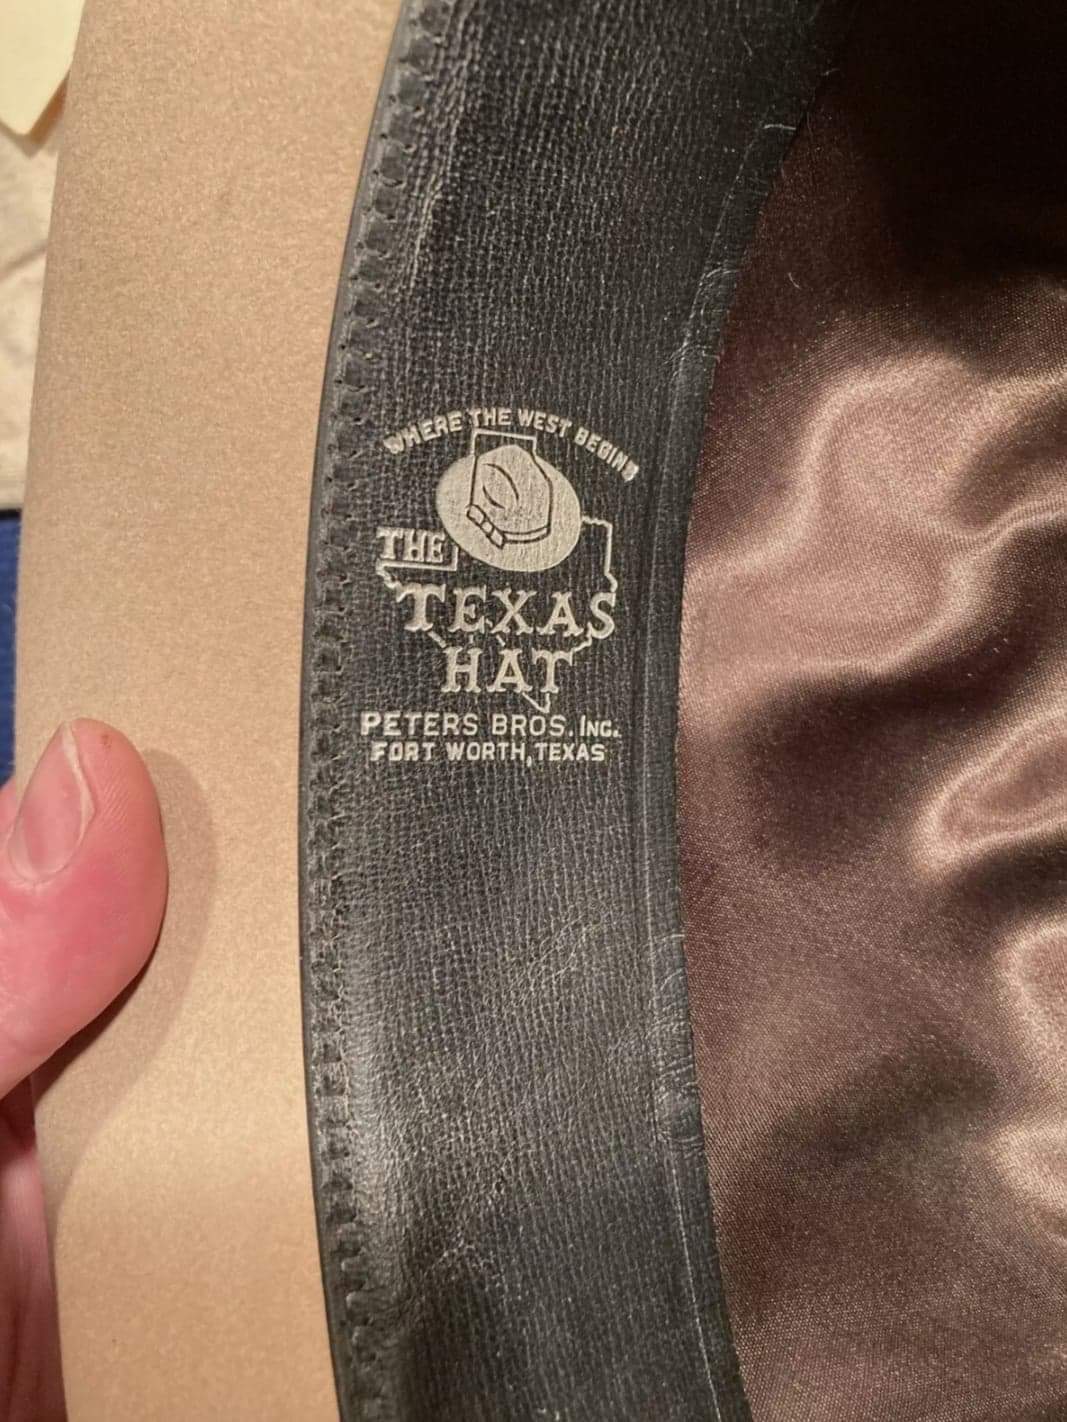 WHERE THE WEST BEGINS
THE
TEXAS
HAT
PETERS BROS. INC.
FORT WORTH, TEXAS